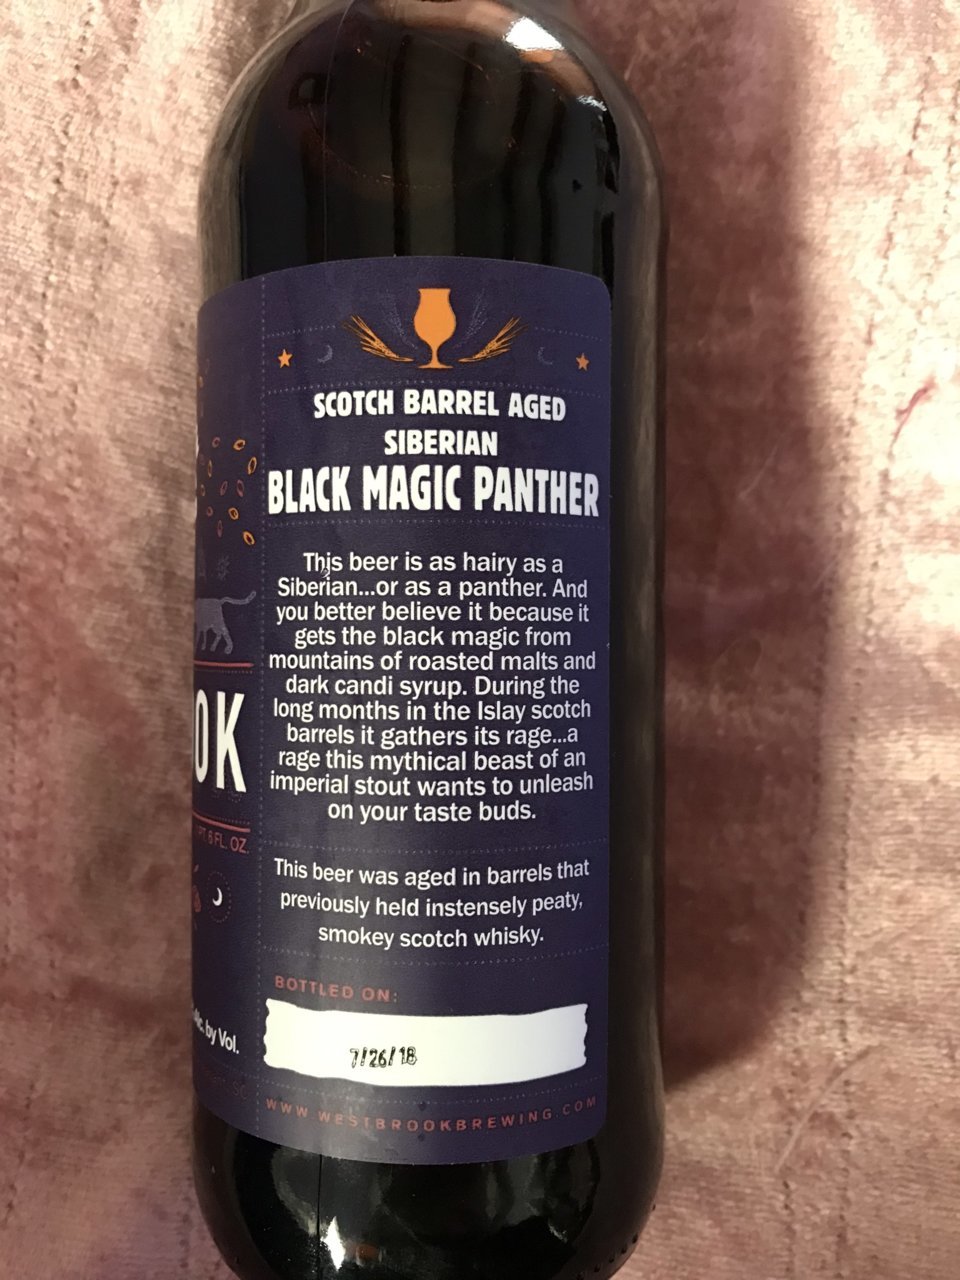 SCOTCH BARREL AGED
SIBERIAN
BLACK MAGIC PANTHER
This beer is as hairy as a
Siberian...or as a panther. And
you better believe it because it
gets the black magic from
mountains of roasted malts and
dark candi syrup. During the
long months in the Islay scotch
barrels it gathers its rage...a
rage this mythical beast of an
imperial stout wants to unleash
on your taste buds.
This beer was aged in barrels that
previously held instensely peaty,
smokey scotch whisky.
BOTTLED ON:
7/26/18
WWW.WESTBROOKBREWING.COM
OK
PT. 6 FL. OZ.
Alc. by Vol.
SC